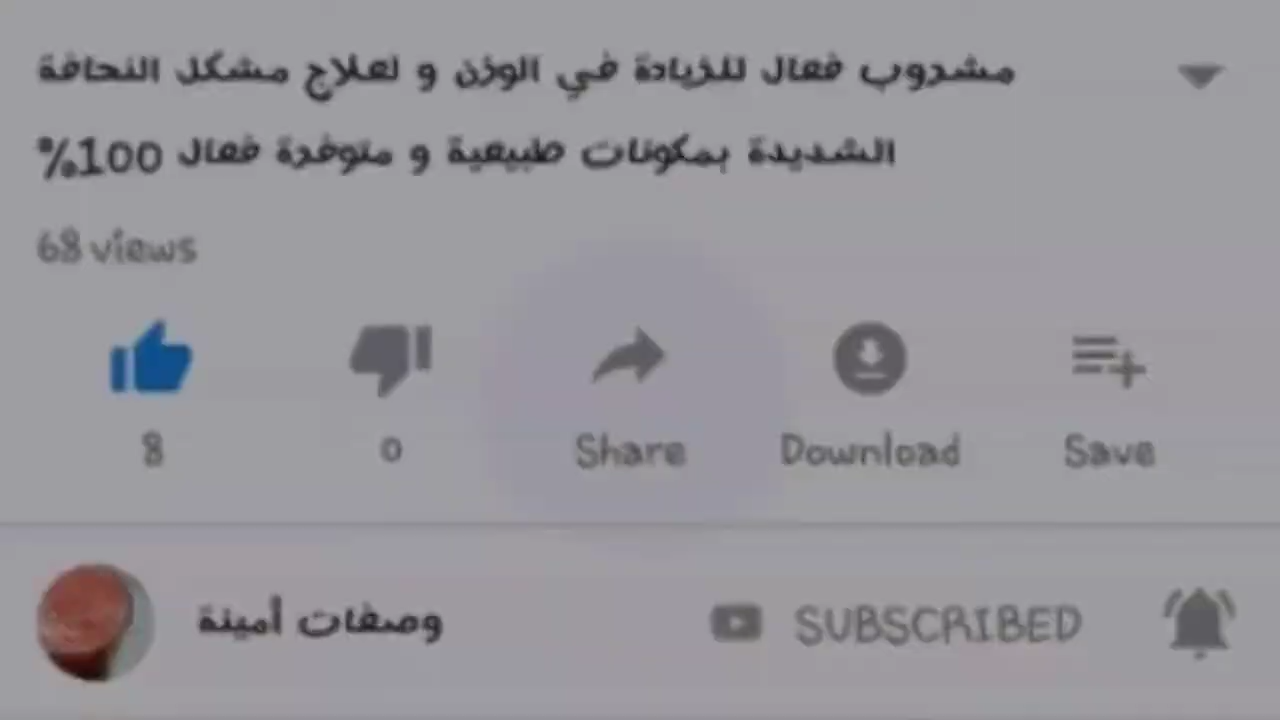 مشروب فعال للزيادة في الوزن و لعلاج مشكل النحافة
الشديدة بمكونات طبيعية و متوفرة فعال 100%
68 views
8
0
Share
Download
Save
وصفات أمينة
SUBSCRIBED